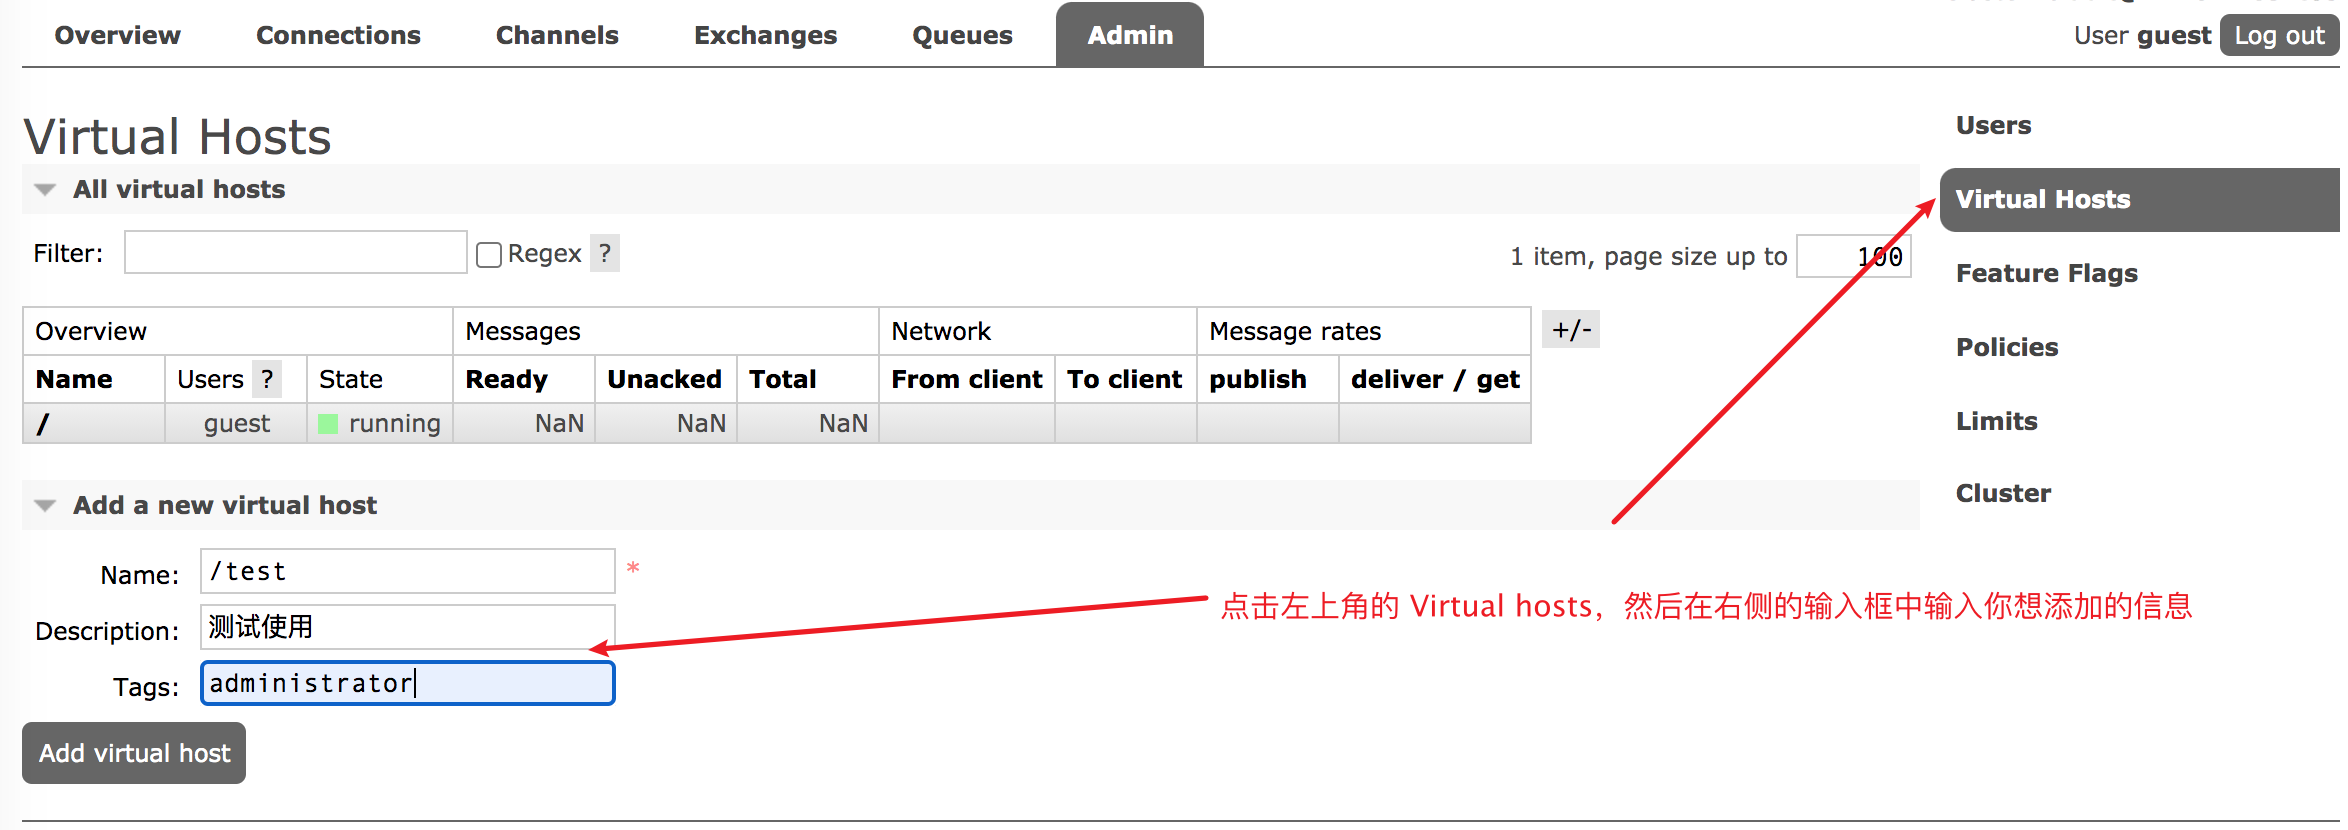 Overview Connections Channels Exchanges Queues Admin
User guest Log out
Virtual Hosts
All virtual hosts
Filter: Regex ? 1 item, page size up to 100
Overview Messages Network Message rates +/-
Name Users ? State Ready Unacked Total From client To client publish deliver / get
/ guest running NaN NaN NaN
Add a new virtual host
Name: /test *
Description: 测试使用
Tags: administrator
Add virtual host
点击左上角的 Virtual hosts，然后在右侧的输入框中输入你想添加的信息
Users
Virtual Hosts
Feature Flags
Policies
Limits
Cluster